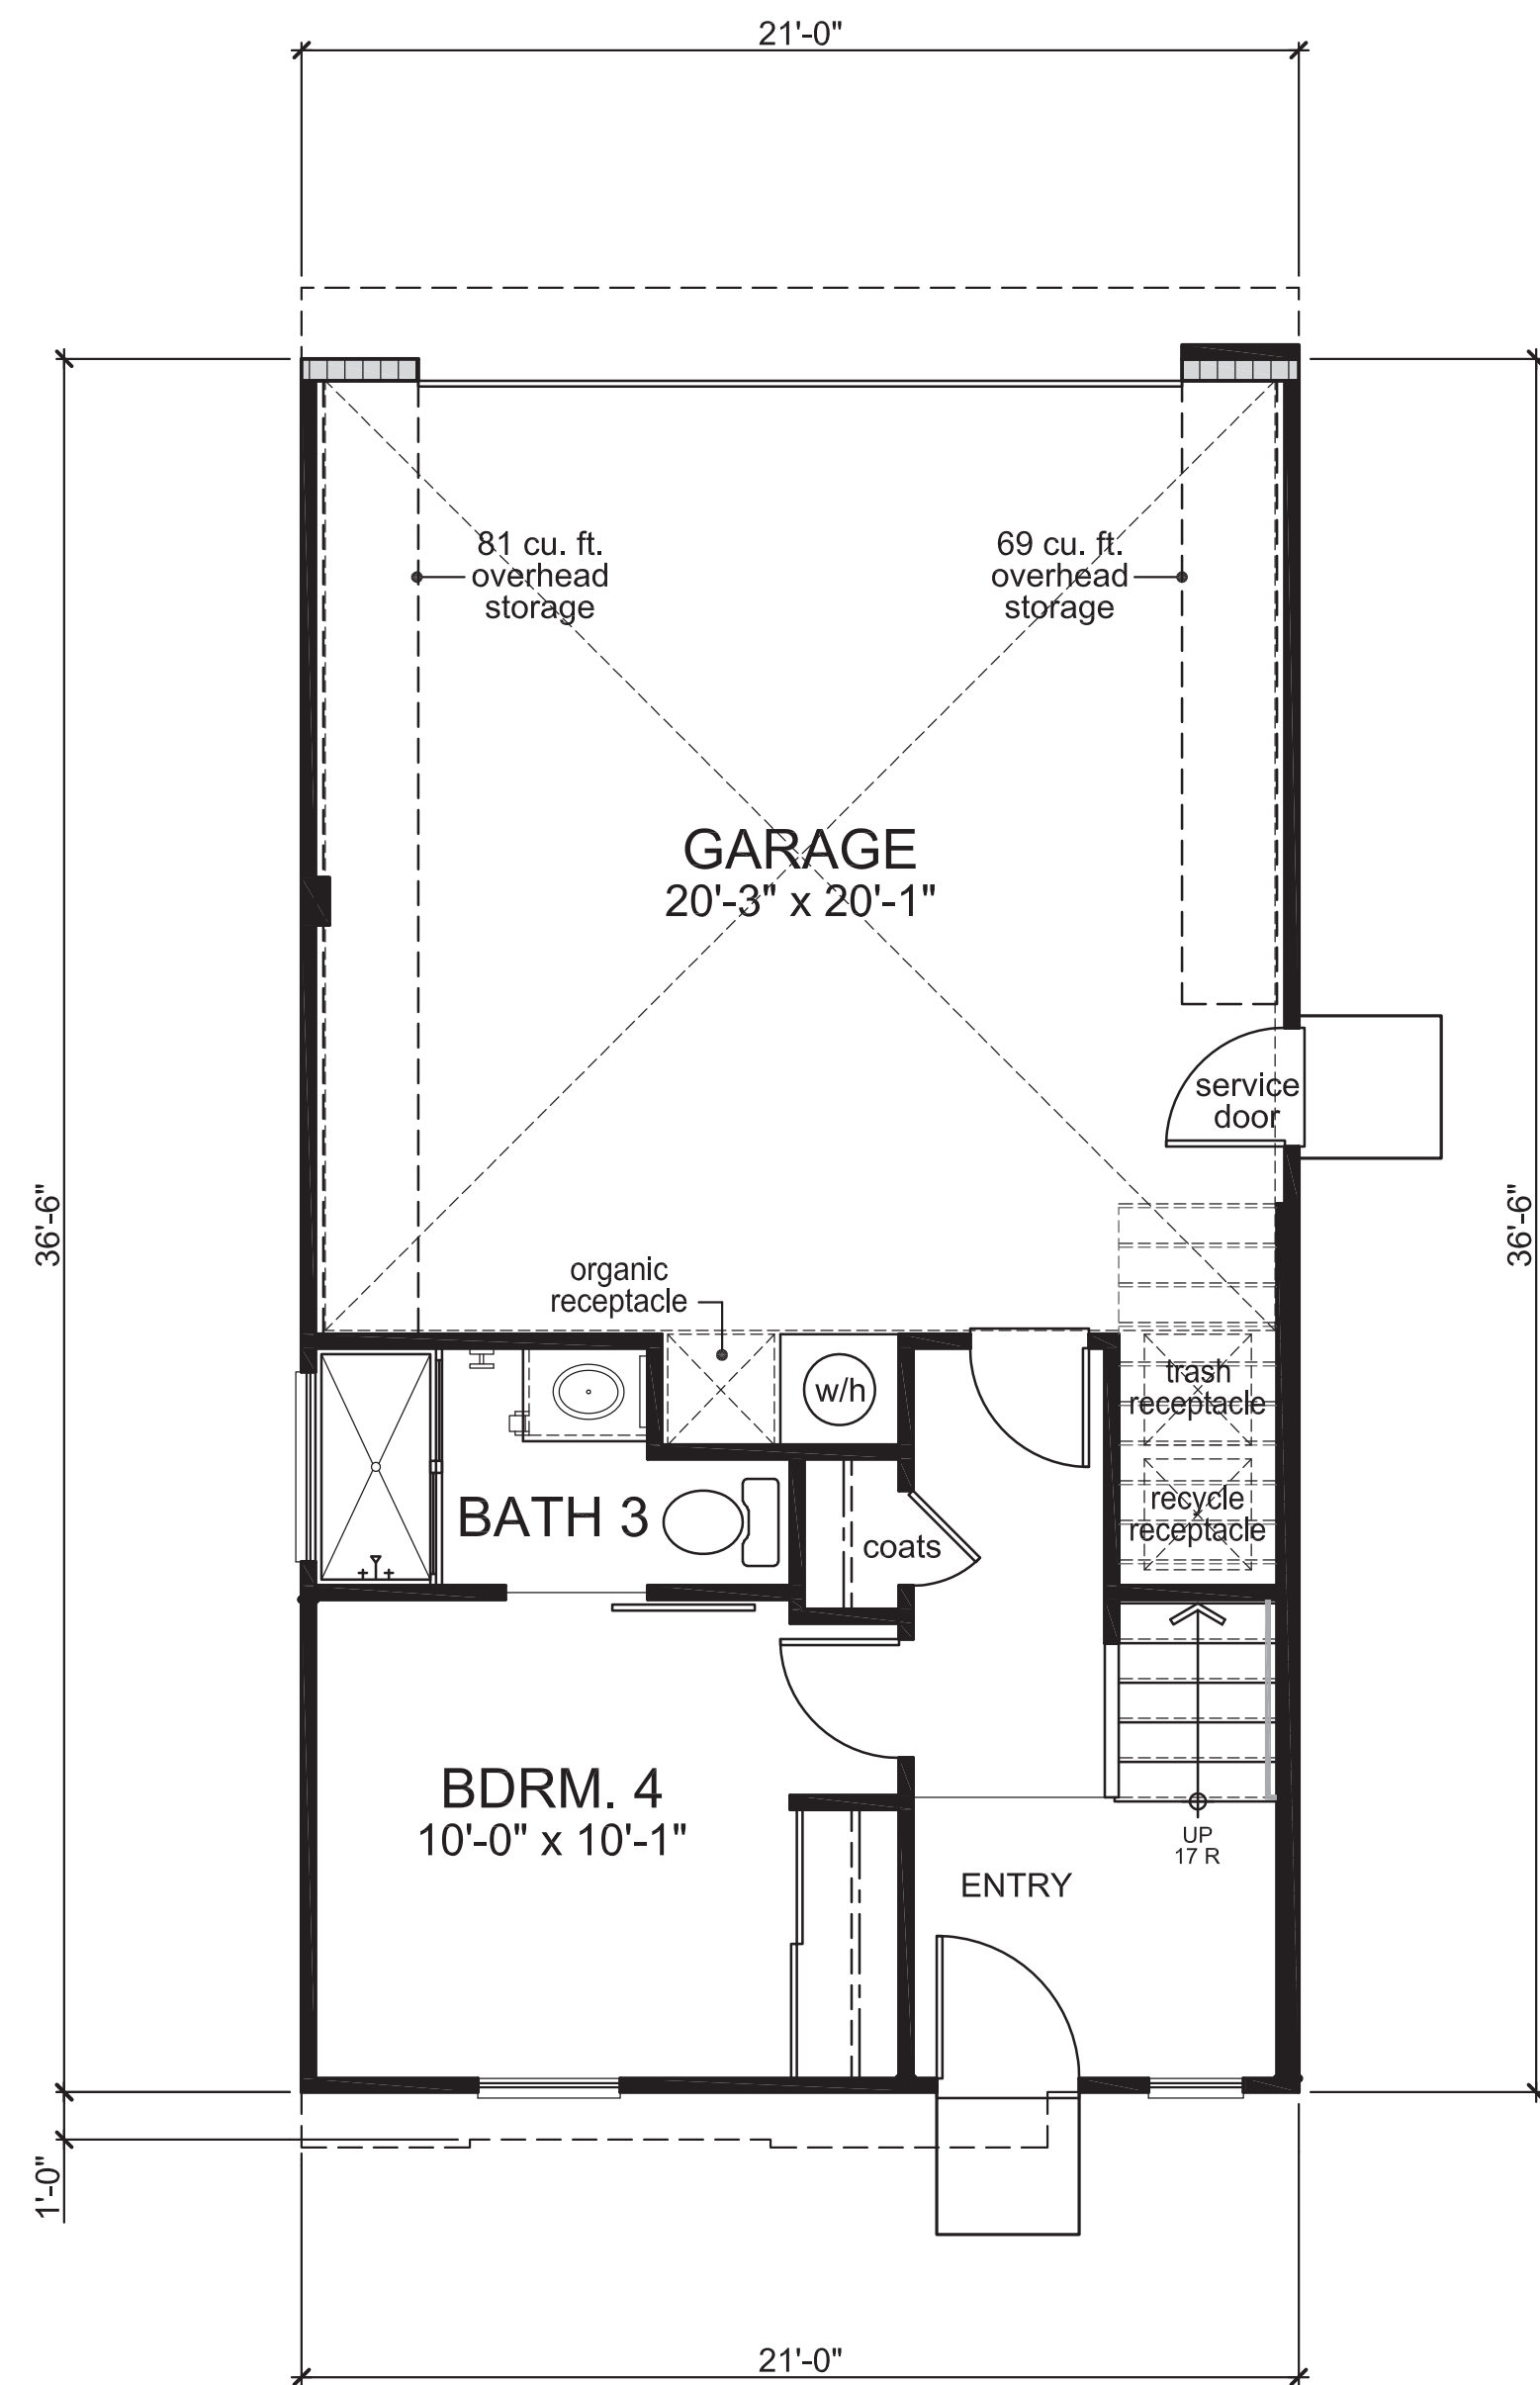 21'-0"
81 cu. ft.
overhead
storage
69 cu. ft.
overhead
storage
GARAGE
20'-3" x 20'-1"
service
door
36'-6"
36'-6"
organic
receptacle
w/h
trash
receptacle
recycle
receptacle
BATH 3
coats
BDRM. 4
10'-0" x 10'-1"
UP
17 R
ENTRY
1'-0"
21'-0"